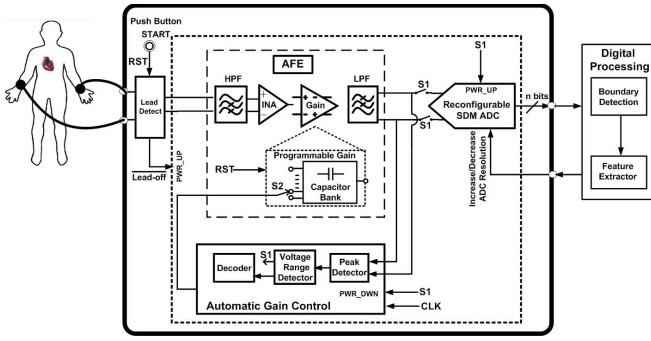 Push Button
START
RST
Lead
Detect
Lead-off
PWR_UP
AFE
HPF
INA
Gain
LPF
S1
S1
S1
PWR_UP
Reconfigurable
SDM ADC
n bits
Increase/Decrease
ADC Resolution
Digital
Processing
Boundary
Detection
Feature
Extractor
RST
Programmable Gain
S2
Capacitor
Bank
S1
Decoder
Voltage
Range
Detector
Peak
Detector
PWR_DWN
S1
CLK
Automatic Gain Control